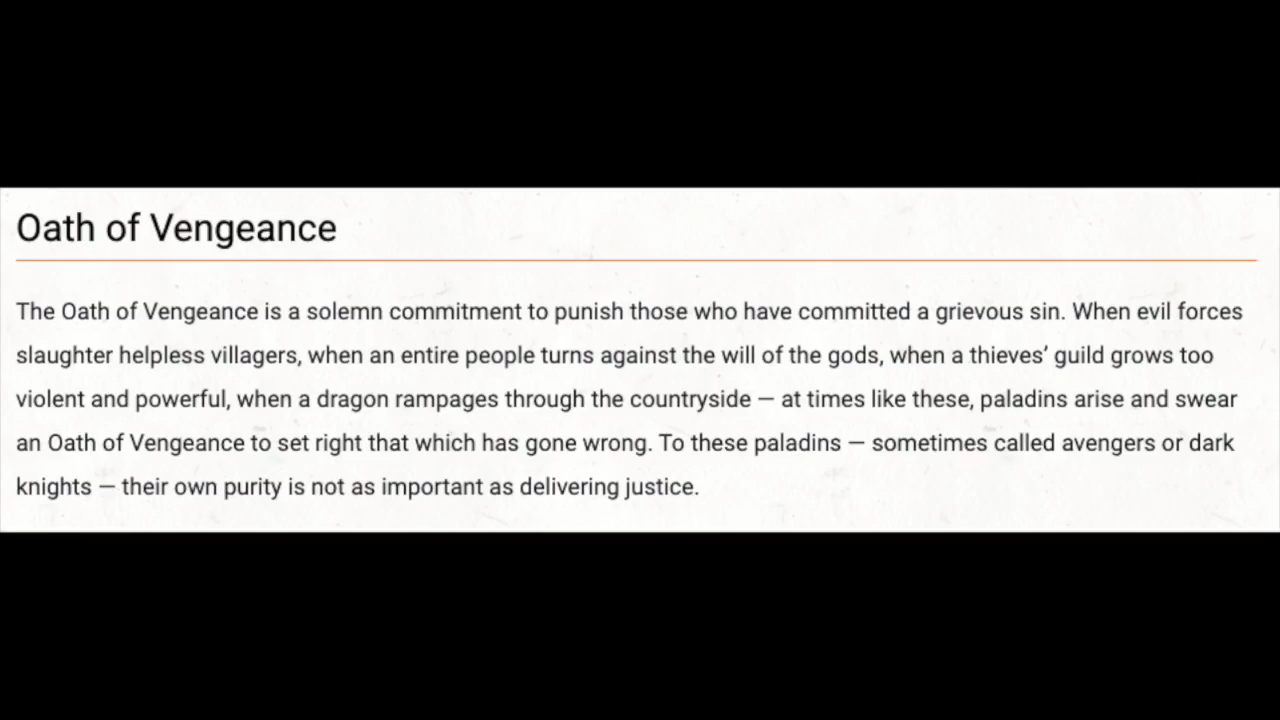 Oath of Vengeance
The Oath of Vengeance is a solemn commitment to punish those who have committed a grievous sin. When evil forces
slaughter helpless villagers, when an entire people turns against the will of the gods, when a thieves’ guild grows too
violent and powerful, when a dragon rampages through the countryside — at times like these, paladins arise and swear
an Oath of Vengeance to set right that which has gone wrong. To these paladins — sometimes called avengers or dark
knights — their own purity is not as important as delivering justice.